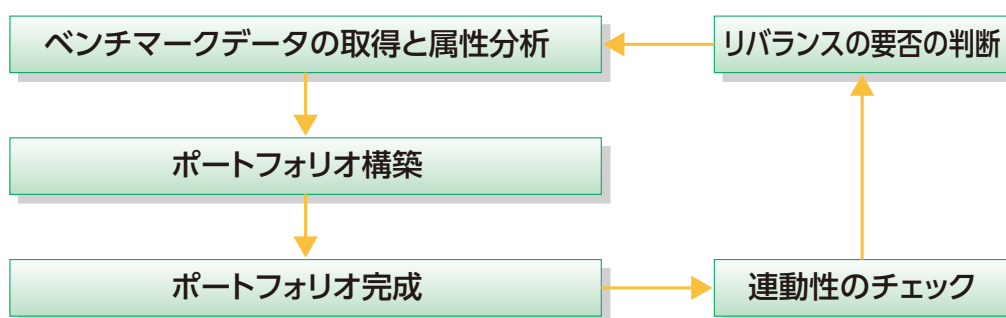 ベンチマークデータの取得と属性分析
リバランスの要否の判断
ポートフォリオ構築
ポートフォリオ完成
連動性のチェック